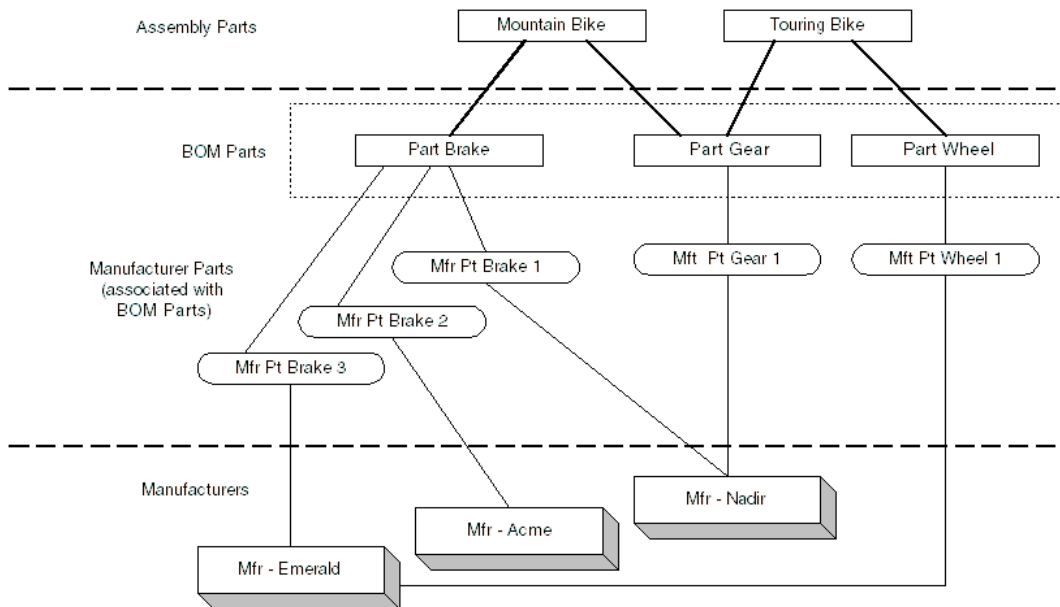 Assembly Parts
Mountain Bike
Touring Bike
BOM Parts
Part Brake
Part Gear
Part Wheel
Manufacturer Parts
(associated with
BOM Parts)
Mfr Pt Brake 1
Mft Pt Gear 1
Mft Pt Wheel 1
Mfr Pt Brake 2
Mfr Pt Brake 3
Manufacturers
Mfr - Nadir
Mfr - Acme
Mfr - Emerald